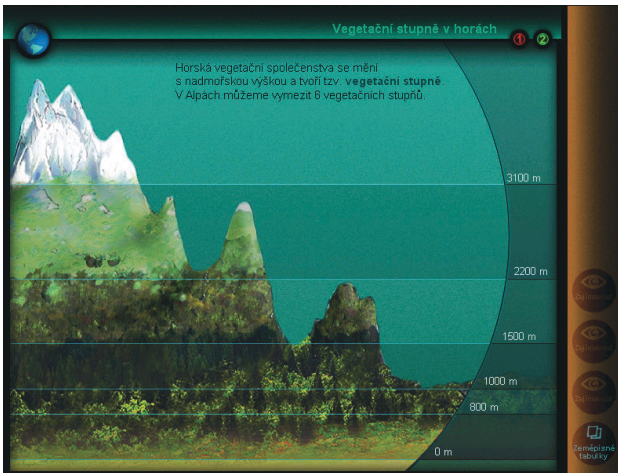 Vegetační stupně v horách
1 2
Horská vegetační společenstva se mění
s nadmořskou výškou a tvoří tzv. vegetační stupně.
V Alpách můžeme vymezit 6 vegetačních stupňů.
3100 m
2200 m
1500 m
1000 m
800 m
0 m
Zeměpisné
tabulky